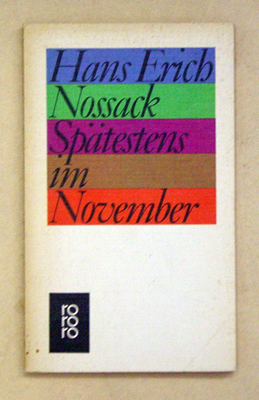 Hans Erich
Nossack
Spätestens
im
November
ro
ro
ro